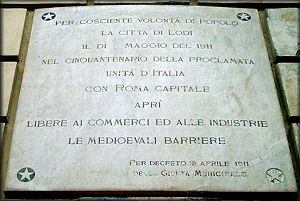 PER COSCIENTE VOLONTÀ DI POPOLO
LA CITTÀ DI LODI
IL DÌ MAGGIO DEL 1911
NEL CINQUANTENARIO DELLA PROCLAMATA
UNITÀ D'ITALIA
CON ROMA CAPITALE
APRÌ
LIBERE AI COMMERCI ED ALLE INDUSTRIE
LE MEDIOEVALI BARRIERE
PER DECRETO 12 APRILE 1911
DELLA GIUNTA MUNICIPALE